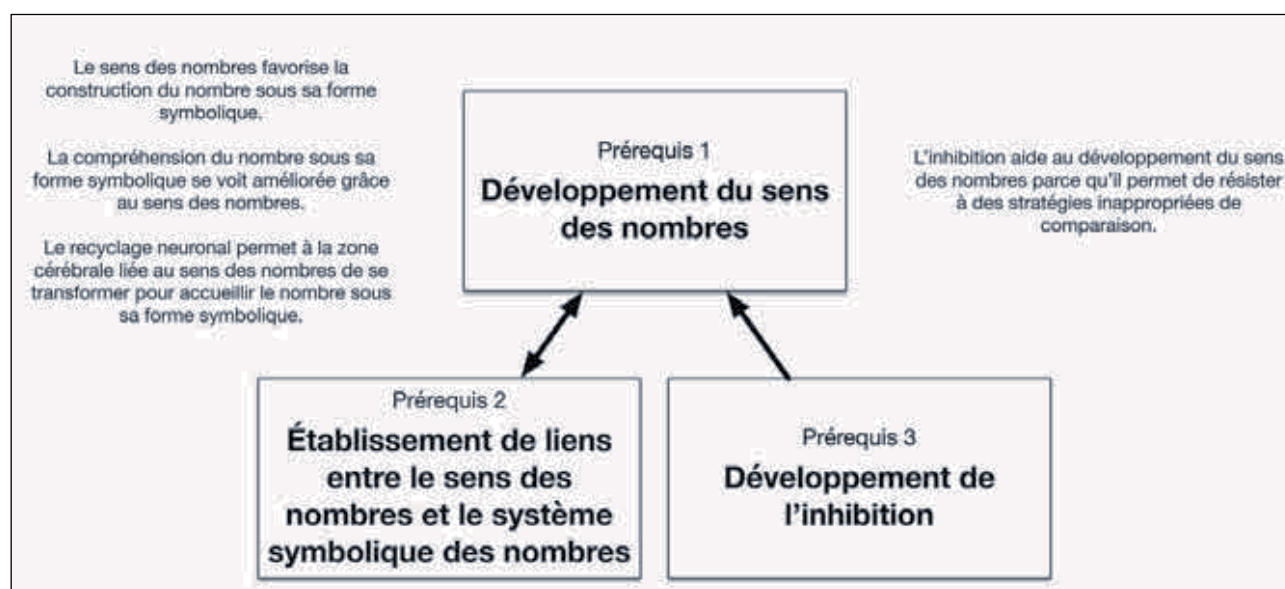 Le sens des nombres favorise la
construction du nombre sous sa forme
symbolique.
La compréhension du nombre sous sa
forme symbolique se voit améliorée grâce
au sens des nombres.
Le recyclage neuronal permet à la zone
cérébrale liée au sens des nombres de se
transformer pour accueillir le nombre sous
sa forme symbolique.
Prérequis 1
Développement du sens
des nombres
L'inhibition aide au développement du sens
des nombres parce qu'il permet de résister
à des stratégies inappropriées de
comparaison.
Prérequis 2
Établissement de liens
entre le sens des
nombres et le système
symbolique des nombres
Prérequis 3
Développement de
l'inhibition